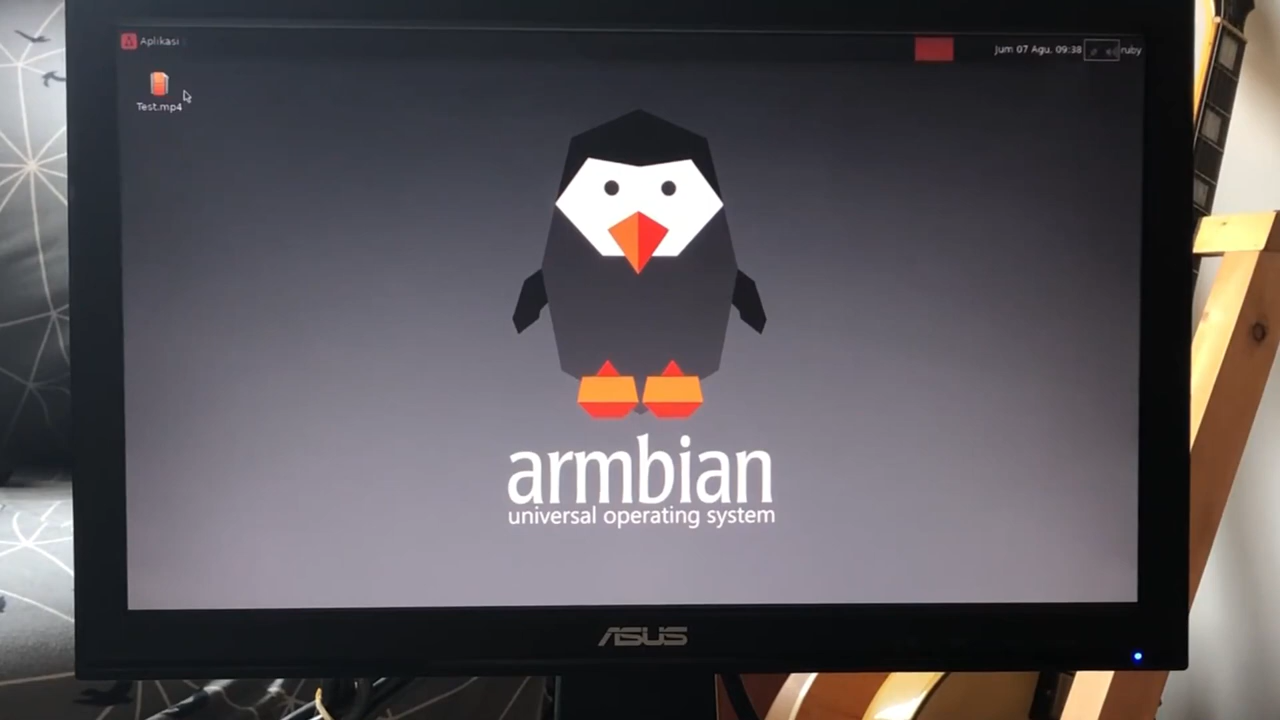 Aplikasi
Jum 07 Agu, 09:38
ruby
Test.mp4
armbian
universal operating system
ASUS